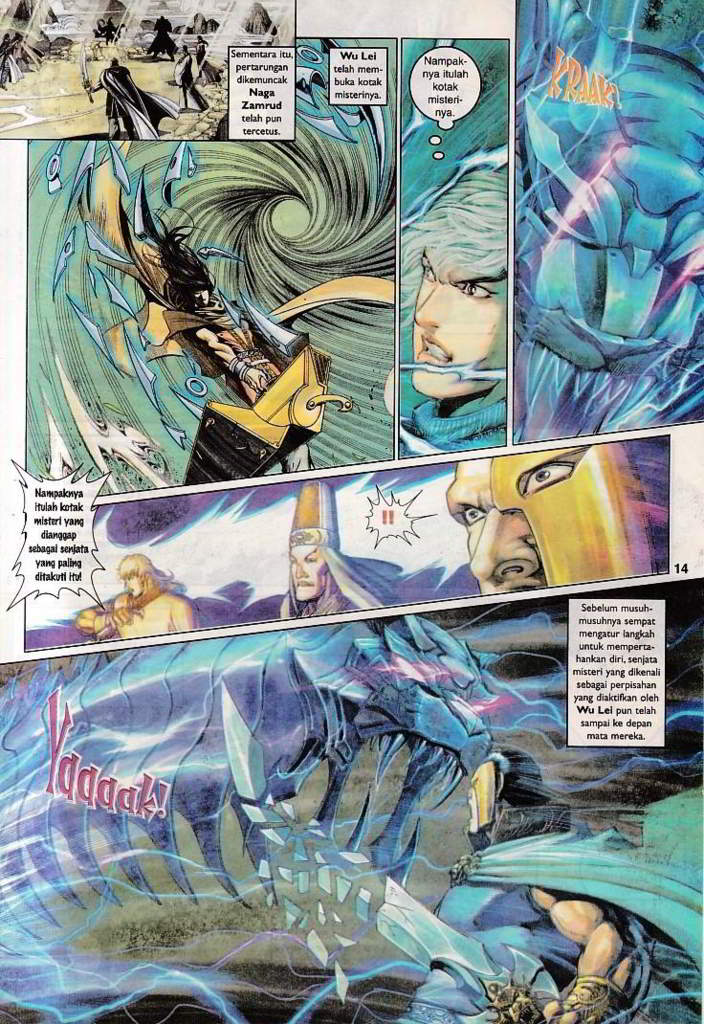 Sementara itu,
pertarungan
dikemuncak
Naga
Zamrud
telah pun
tercetus.
Wu Lei
telah mem-
buka kotak
misterinya.
Nampak-
nya itulah
kotak
misteri-
nya.
KRAAK!
Nampaknya
itulah kotak
misteri yang
dianggap
sebagai senjata
yang paling
ditakuti itu!
!!
14
Sebelum musuh-
musuhnya sempat
mengatur langkah
untuk memperta-
hankan diri, senjata
misteri yang dikenali
sebagai perpisahan
yang diaktifkan oleh
Wu Lei pun telah
sampai ke depan
mata mereka.
Yaaaak!